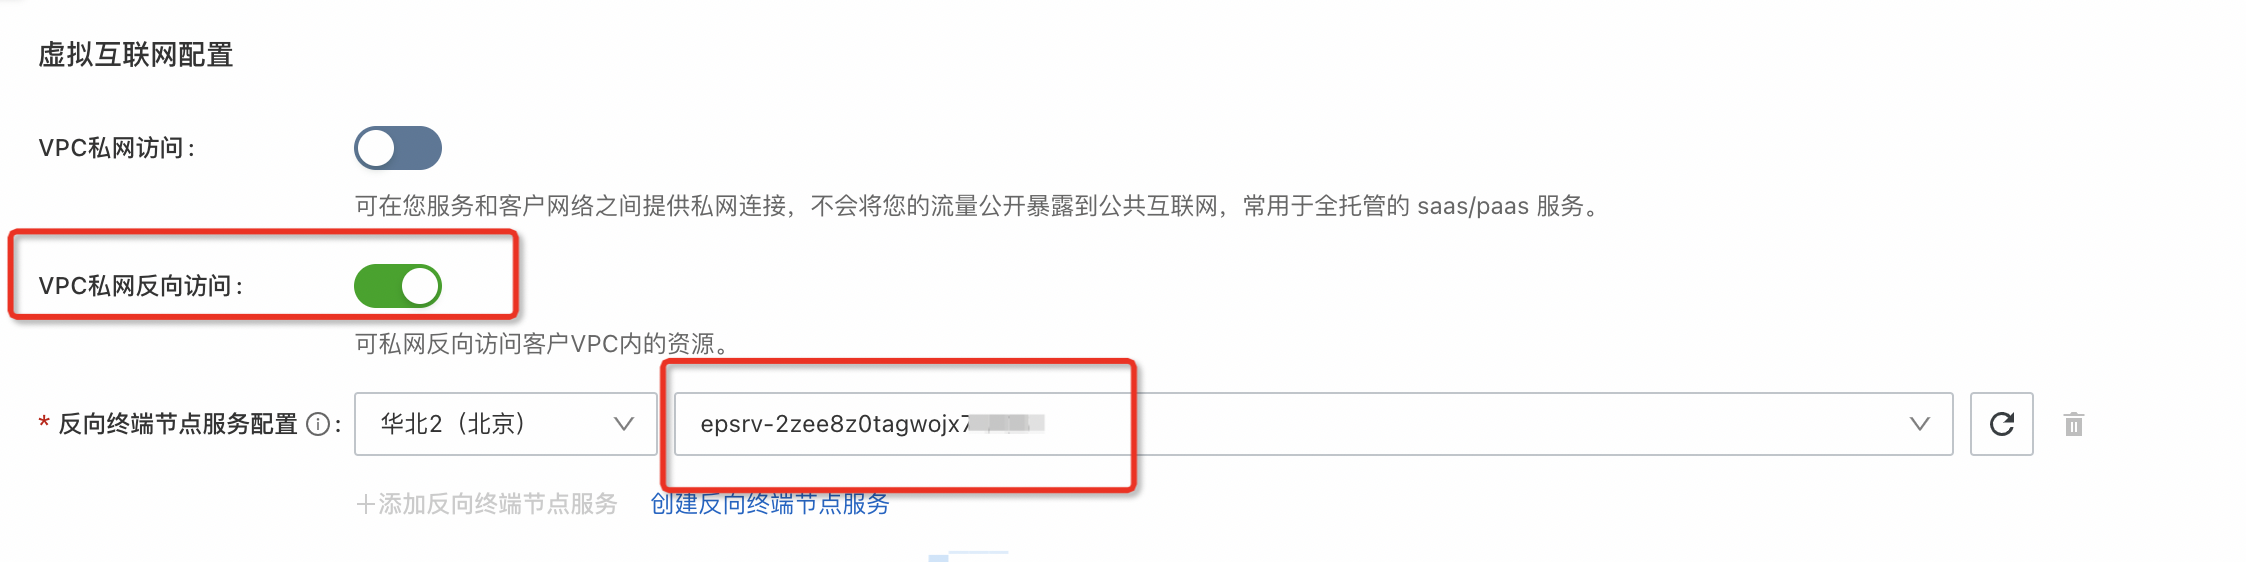 虚拟互联网配置
VPC私网访问：
可在您服务和客户网络之间提供私网连接，不会将您的流量公开暴露到公共互联网，常用于全托管的 saas/paas 服务。
VPC私网反向访问：
可私网反向访问客户VPC内的资源。
* 反向终端节点服务配置 ⓘ： 华北2（北京） epsrv-2zee8z0tagwojx7
+添加反向终端节点服务 创建反向终端节点服务